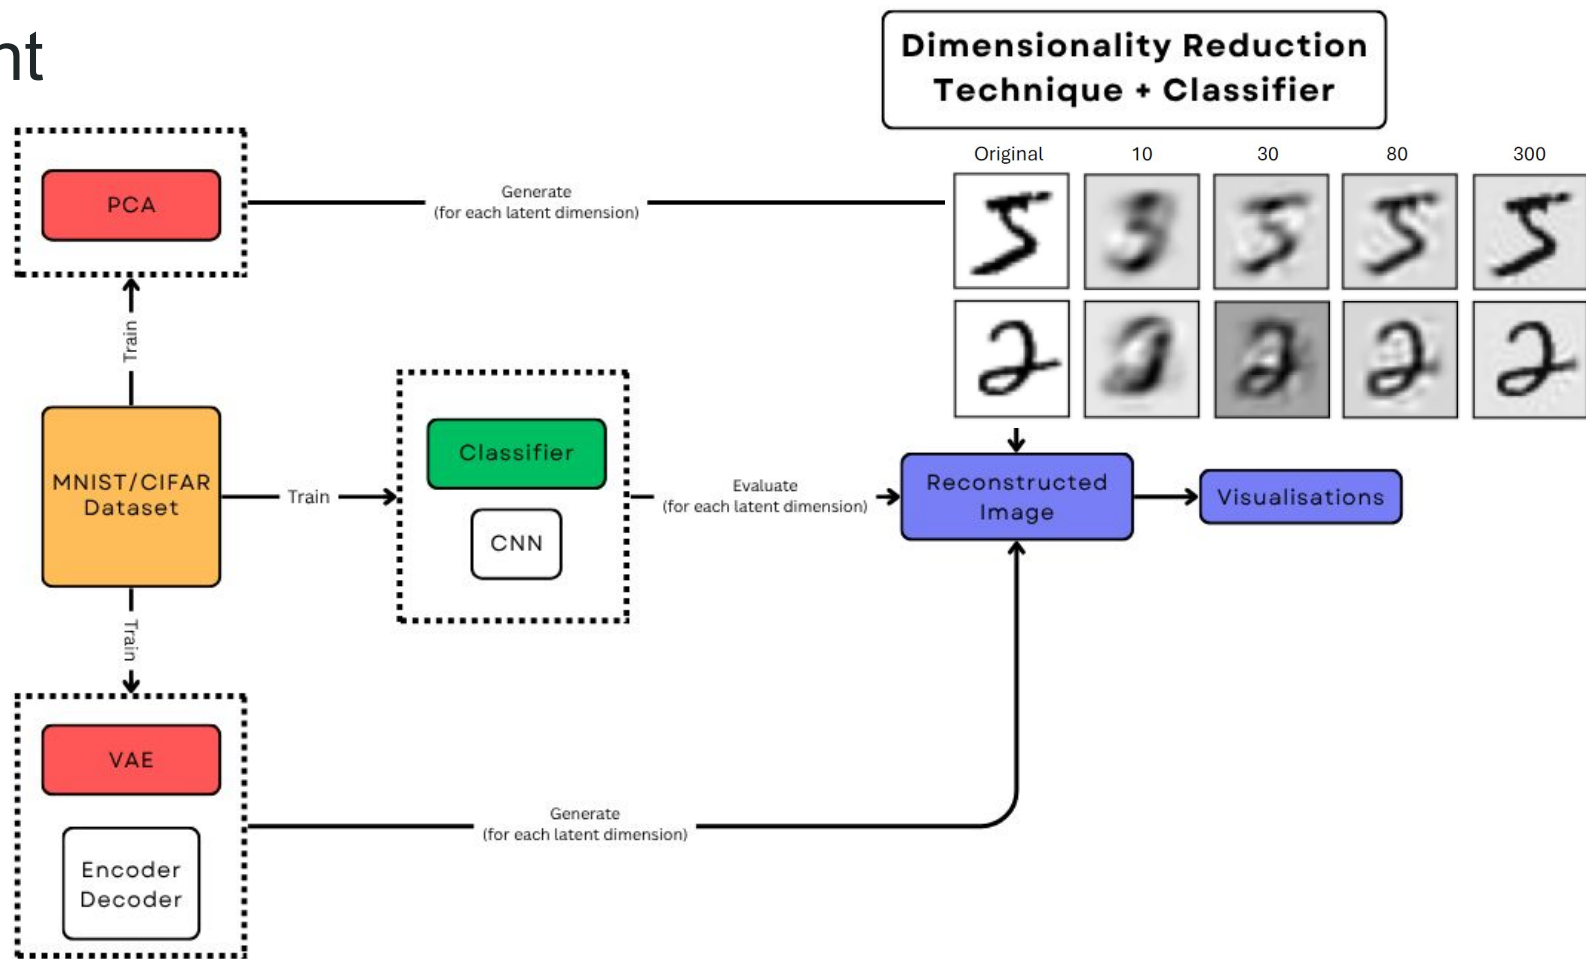 nt
Dimensionality Reduction
Technique + Classifier
Original 10 30 80 300
PCA
Generate
(for each latent dimension)
Train
MNIST/CIFAR
Dataset
Train
Classifier
CNN
Evaluate
(for each latent dimension)
Reconstructed
Image
Visualisations
Train
VAE
Encoder
Decoder
Generate
(for each latent dimension)